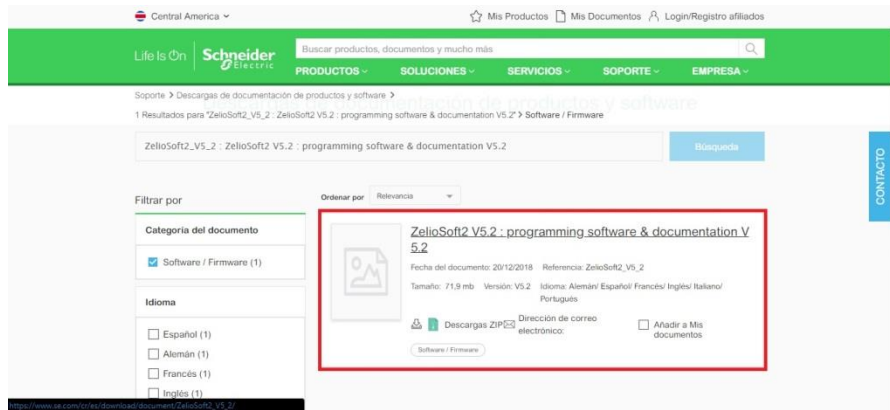 Central America
Mis Productos Mis Documentos Login/Registro afiliados
Life Is On Schneider Electric
Buscar productos, documentos y mucho más
PRODUCTOS SOLUCIONES SERVICIOS SOPORTE EMPRESA
Soporte > Descargas de documentación de productos y software >
descargas de documentación de productos y software
1 Resultados para "ZelioSoft2_V5_2 : ZelioSoft2 V5.2 : programming software & documentation V5.2" > Software / Firmware
ZelioSoft2_V5_2 : ZelioSoft2 V5.2 : programming software & documentation V5.2
Búsqueda
CONTACTO
Filtrar por
Ordenar por Relevancia
Categoría del documento
Software / Firmware (1)
Idioma
Español (1)
Alemán (1)
Francés (1)
Inglés (1)
ZelioSoft2 V5.2 : programming software & documentation V
5.2
Fecha del documento: 20/12/2018 Referencia: ZelioSoft2_V5_2
Tamaño: 71,9 mb Versión: V5.2 Idioma: Alemán/ Español/ Francés/ Inglés/ Italiano/
Portugués
Descargas ZIP
Dirección de correo
electrónico:
Añadir a Mis
documentos
Software / Firmware
https://www.se.com/cr/es/download/document/ZelioSoft2_V5_2/